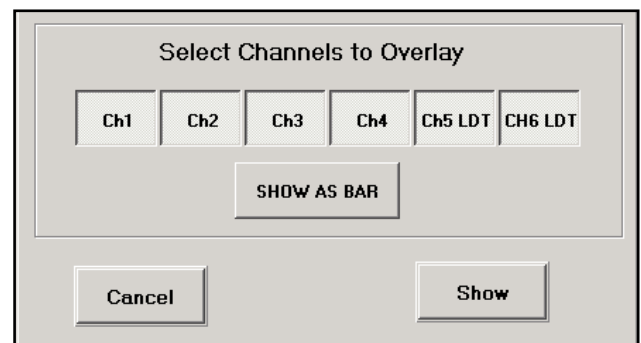 Select Channels to Overlay
Ch1 Ch2 Ch3 Ch4 Ch5 LDT CH6 LDT
SHOW AS BAR
Cancel Show